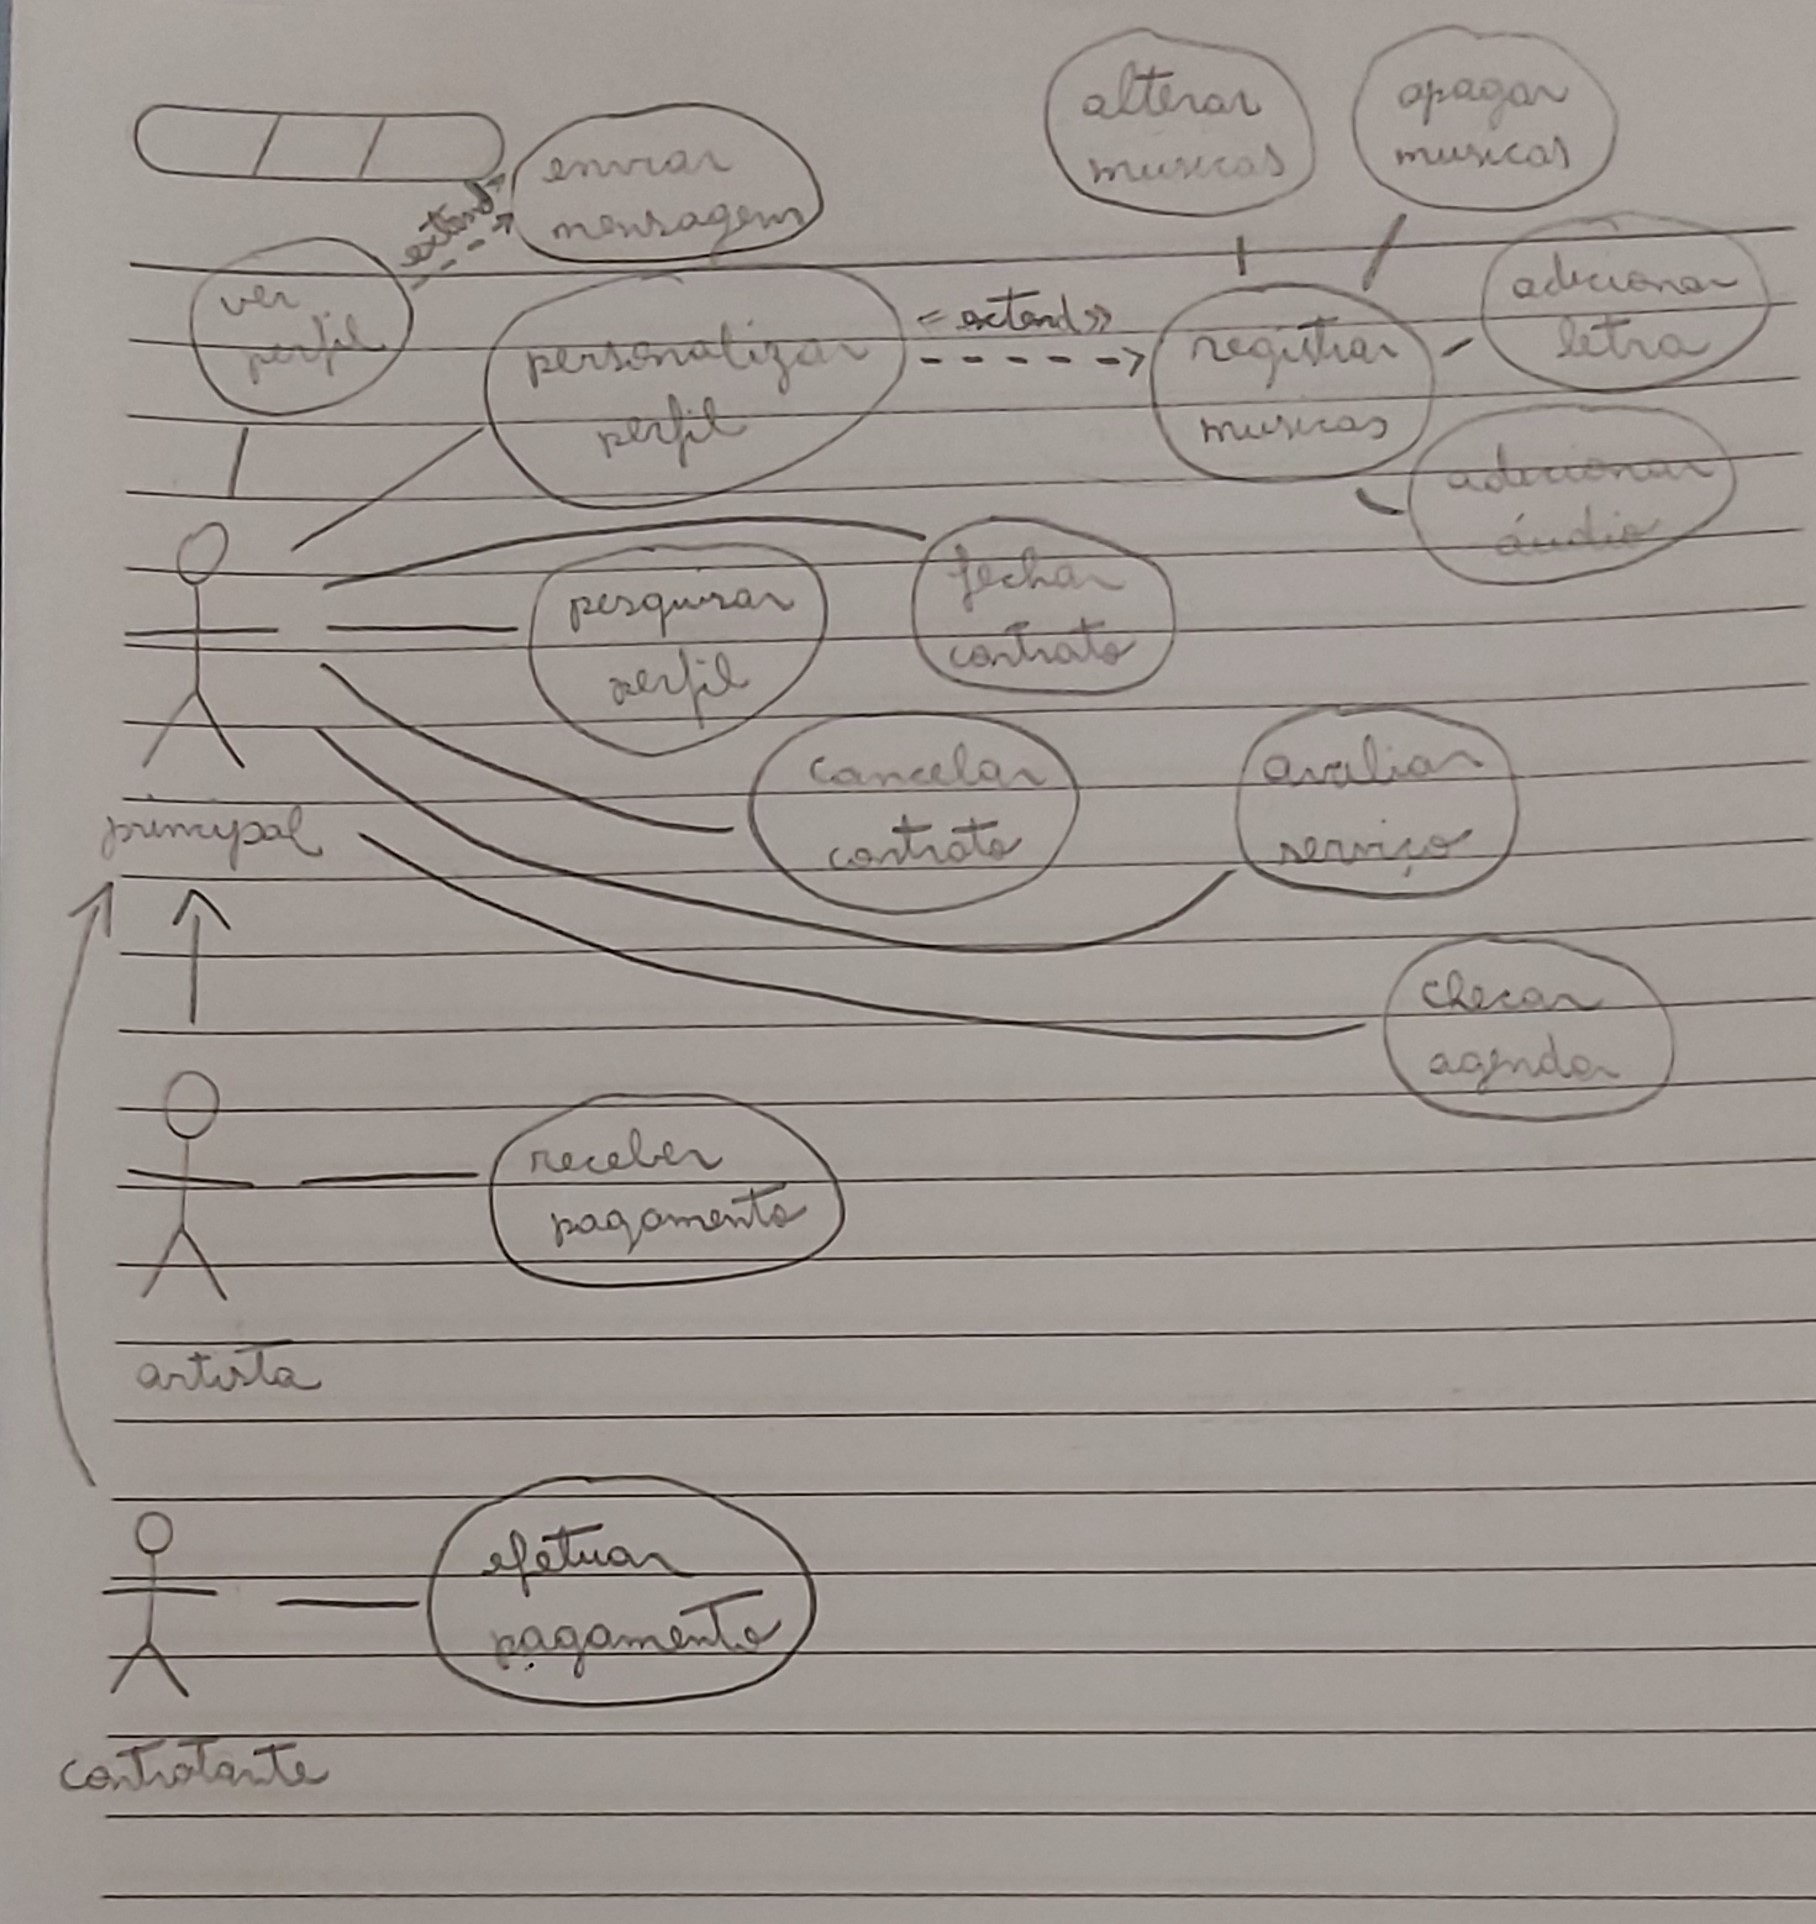 alterar
musicas
apagar
musicas
enviar
mensagem
extend
ver
perfil
personalizar
perfil
<extend>>
registrar
musicas
adicionar
letra
adicionar
áudio
pesquisar
perfil
fechar
contrato
cancelar
contrato
avaliar
serviço
principal
checar
agenda
receber
pagamento
artista
efetuar
pagamento
contratante